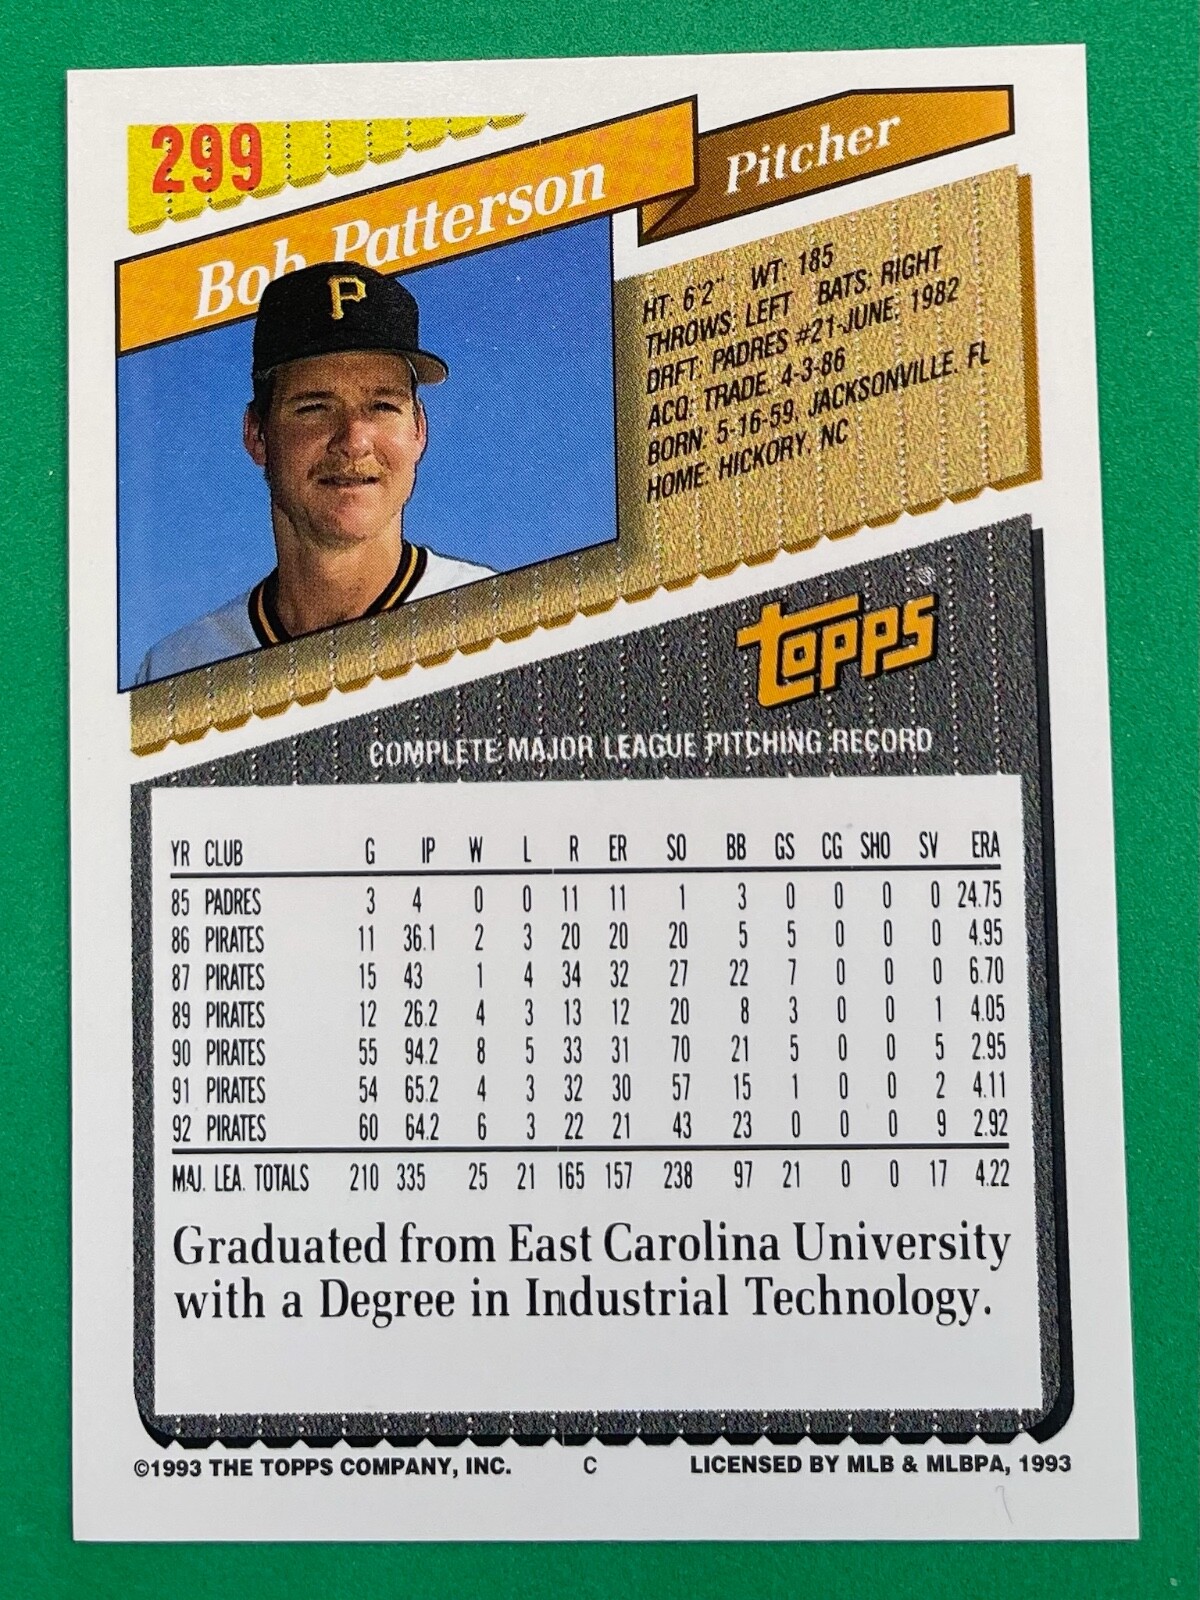 299
Bob Patterson
Pitcher
HT: 6'2" WT: 185
THROWS: LEFT BATS: RIGHT
DRFT: PADRES #21-JUNE, 1982
ACQ: TRADE, 4-3-86
BORN: 5-16-59, JACKSONVILLE, FL
HOME: HICKORY, NC
P
TOPPS
COMPLETE MAJOR LEAGUE PITCHING RECORD
YR CLUB G IP W L R ER SO BB GS CG SHO SV ERA
85 PADRES 3 4 0 0 11 11 1 3 0 0 0 0 24.75
86 PIRATES 11 36.1 2 3 20 20 20 5 5 0 0 0 4.95
87 PIRATES 15 43 1 4 34 32 27 22 7 0 0 0 6.70
89 PIRATES 12 26.2 4 3 13 12 20 8 3 0 0 1 4.05
90 PIRATES 55 94.2 8 5 33 31 70 21 5 0 0 5 2.95
91 PIRATES 54 65.2 4 3 32 30 57 15 1 0 0 2 4.11
92 PIRATES 60 64.2 6 3 22 21 43 23 0 0 0 9 2.92
MAJ. LEA. TOTALS 210 335 25 21 165 157 238 97 21 0 0 17 4.22
Graduated from East Carolina University
with a Degree in Industrial Technology.
©1993 THE TOPPS COMPANY, INC. C LICENSED BY MLB & MLBPA, 1993